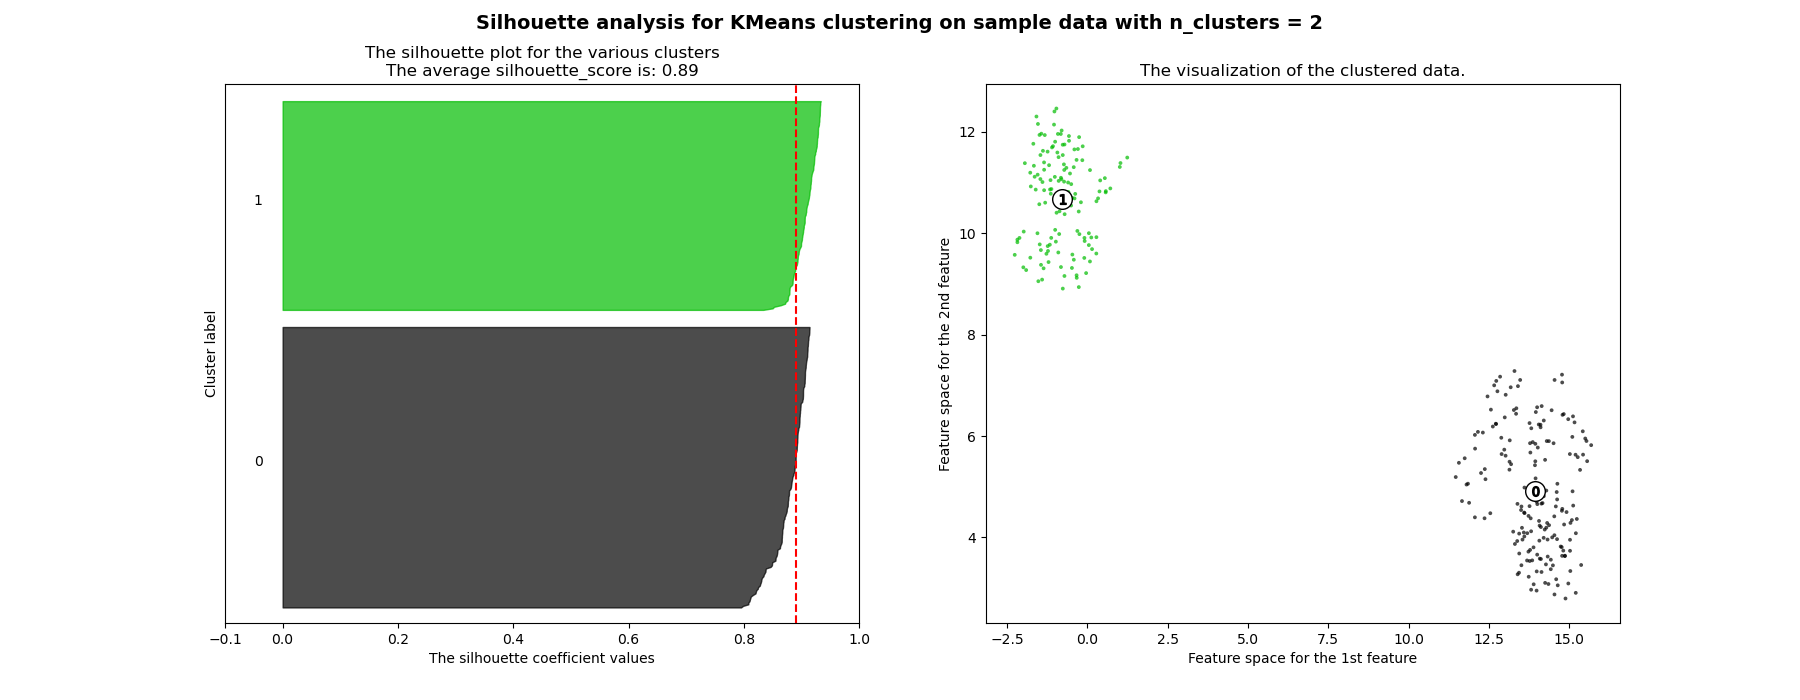 Silhouette analysis for KMeans clustering on sample data with n_clusters = 2
The silhouette plot for the various clusters
The average silhouette_score is: 0.89
1
0
Cluster label
−0.1 0.0 0.2 0.4 0.6 0.8 1.0
The silhouette coefficient values
The visualization of the clustered data.
12
10
8
6
4
Feature space for the 2nd feature
1
0
−2.5 0.0 2.5 5.0 7.5 10.0 12.5 15.0
Feature space for the 1st feature